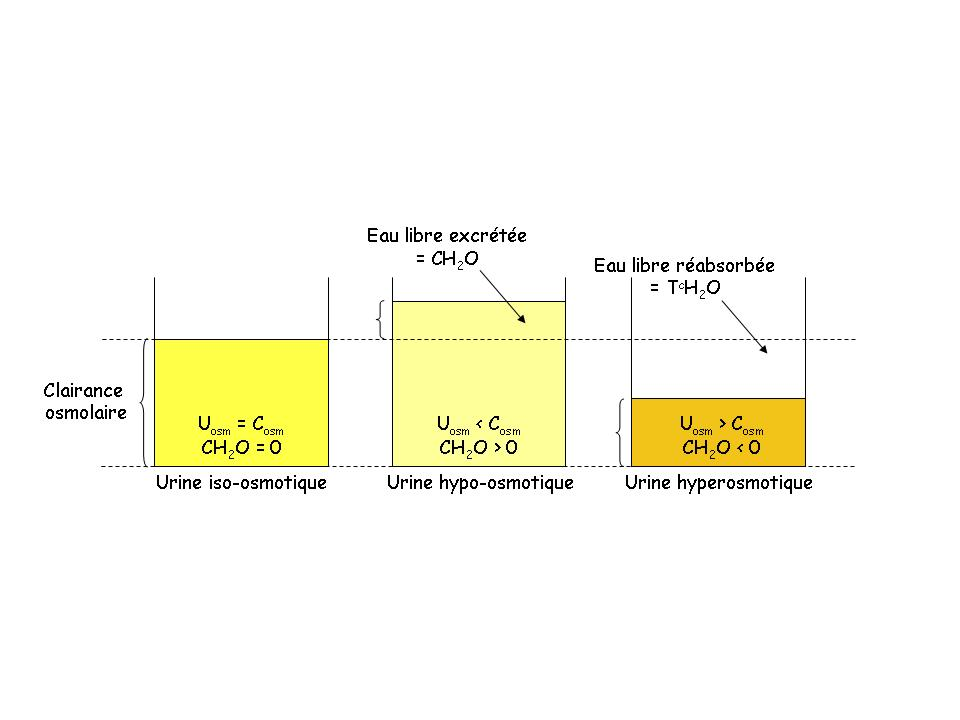 Eau libre excrétée
= CH₂O
Eau libre réabsorbée
= TᶜH₂O
Clairance
osmolaire
Uosm = Cosm
CH₂O = 0
Uosm < Cosm
CH₂O > 0
Uosm > Cosm
CH₂O < 0
Urine iso-osmotique
Urine hypo-osmotique
Urine hyperosmotique